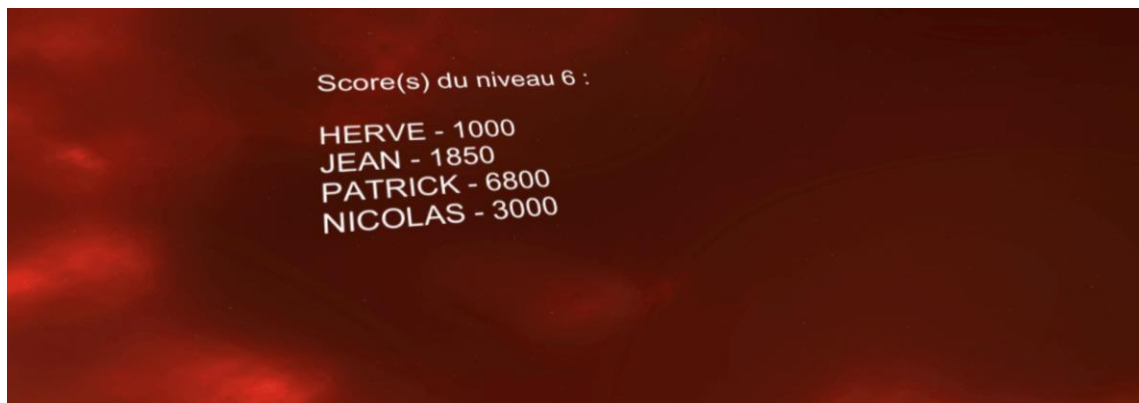 Score(s) du niveau 6 :
HERVE - 1000
JEAN - 1850
PATRICK - 6800
NICOLAS - 3000